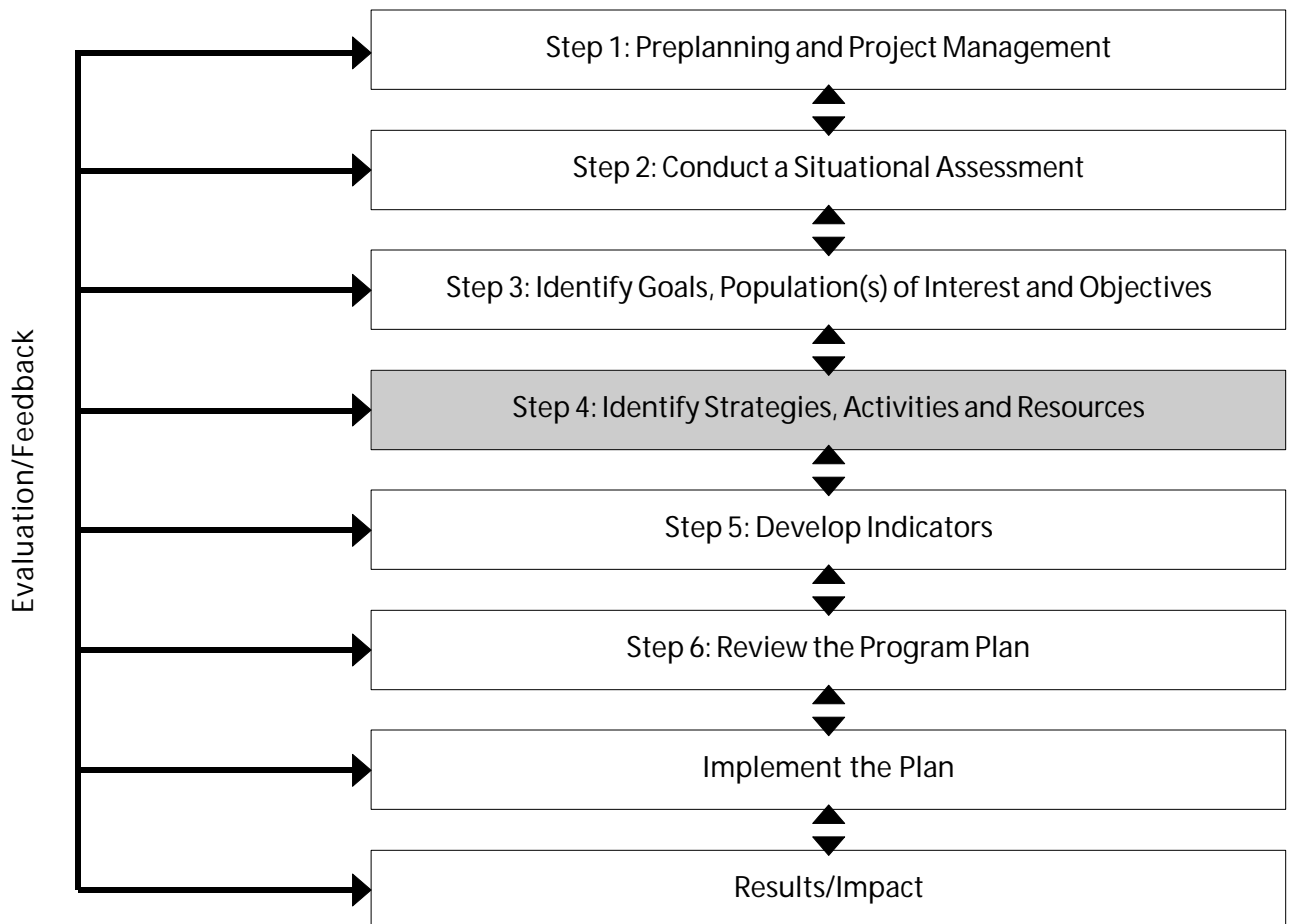 Step 1: Preplanning and Project Management
Step 2: Conduct a Situational Assessment
Step 3: Identify Goals, Population(s) of Interest and Objectives
Evaluation/Feedback
Step 4: Identify Strategies, Activities and Resources
Step 5: Develop Indicators
Step 6: Review the Program Plan
Implement the Plan
Results/Impact